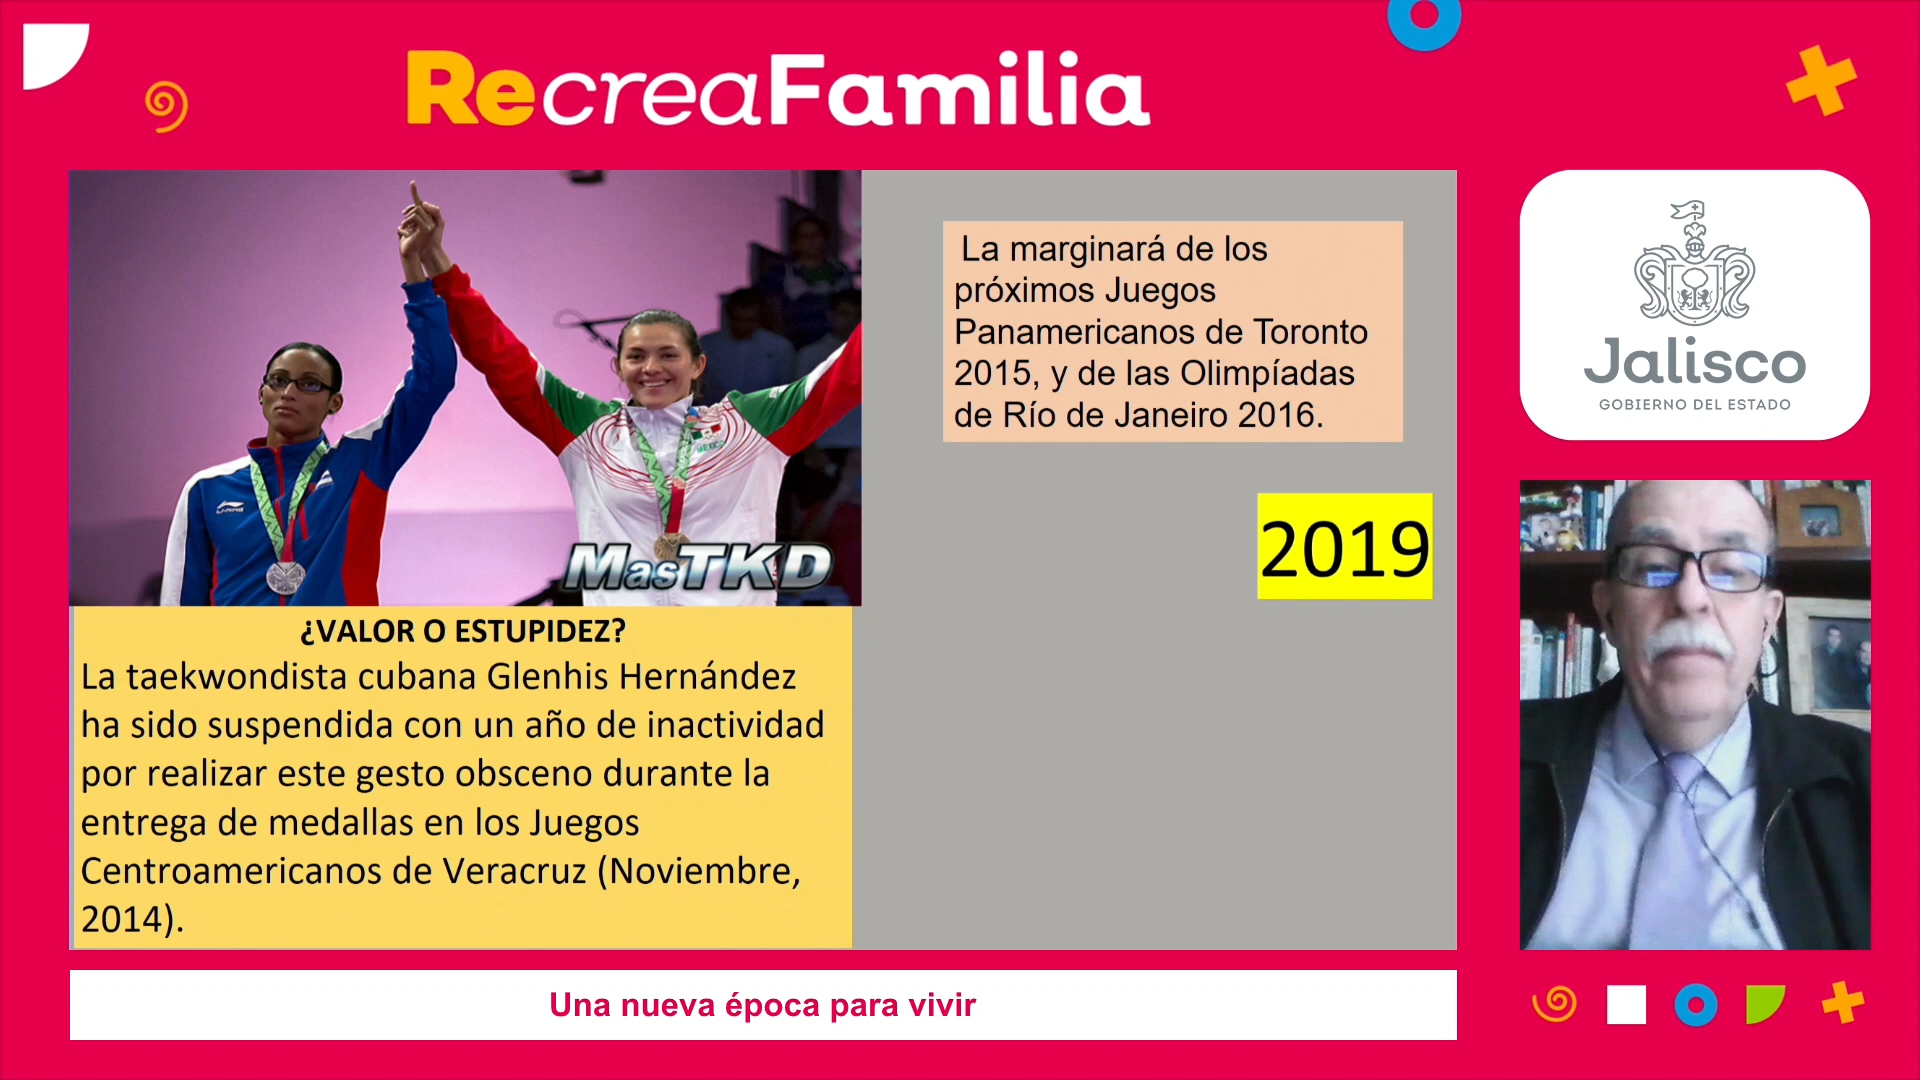 RecreaFamilia
MasTKD
¿VALOR O ESTUPIDEZ?
La taekwondista cubana Glenhis Hernández
ha sido suspendida con un año de inactividad
por realizar este gesto obsceno durante la
entrega de medallas en los Juegos
Centroamericanos de Veracruz (Noviembre,
2014).
La marginará de los
próximos Juegos
Panamericanos de Toronto
2015, y de las Olimpíadas
de Río de Janeiro 2016.
2019
Jalisco
GOBIERNO DEL ESTADO
Una nueva época para vivir